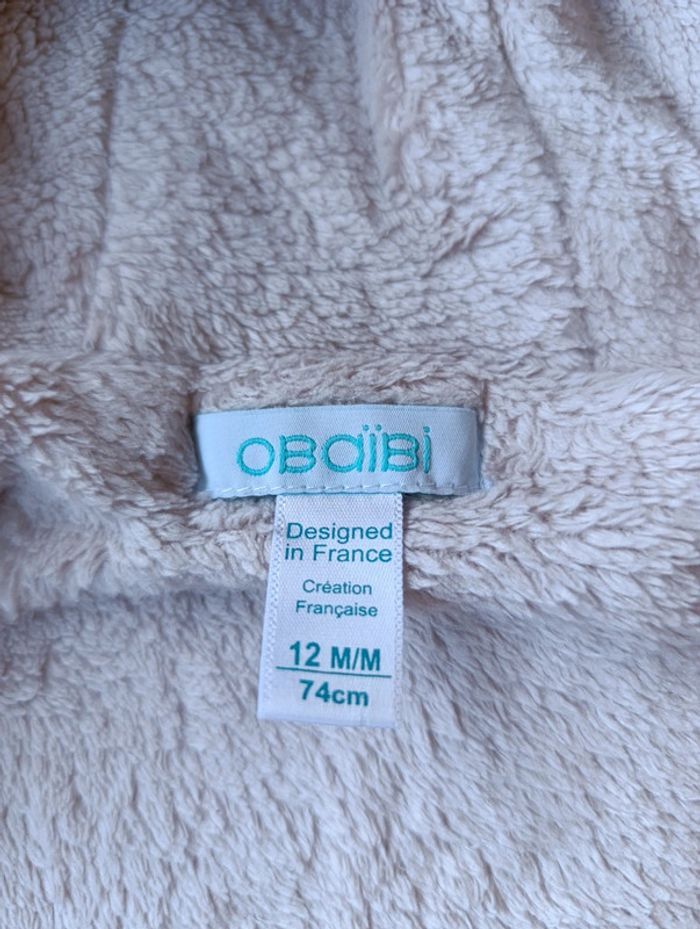 OBaïBi
Designed
in France
Création
Française
12 M/M
74cm